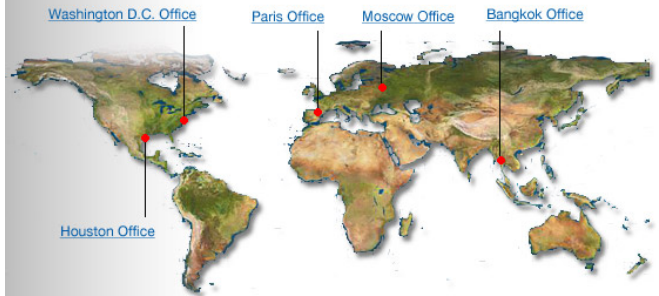 Washington D.C. Office
Paris Office
Moscow Office
Bangkok Office
Houston Office